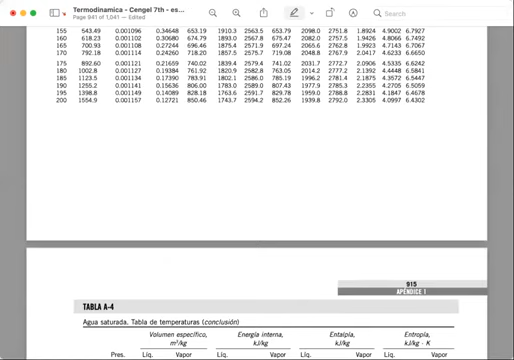 Termodinamica - Cengel 7th - es...
Page 941 of 1,041 — Edited
Search
155 543.49 0.001096 0.34648 653.19 1910.3 2563.5 653.79 2098.0 2751.8 1.8924 4.9002 6.7927
160 618.23 0.001102 0.30680 674.79 1893.0 2567.8 675.47 2082.0 2757.5 1.9426 4.8066 6.7492
165 700.93 0.001108 0.27244 696.46 1875.4 2571.9 697.24 2065.6 2762.8 1.9923 4.7143 6.7067
170 792.18 0.001114 0.24260 718.20 1857.5 2575.7 719.08 2048.8 2767.9 2.0417 4.6233 6.6650
175 892.60 0.001121 0.21659 740.02 1839.4 2579.4 741.02 2031.7 2772.7 2.0906 4.5335 6.6242
180 1002.8 0.001127 0.19384 761.92 1820.9 2582.8 763.05 2014.2 2777.2 2.1392 4.4448 6.5841
185 1123.5 0.001134 0.17390 783.91 1802.1 2586.0 785.19 1996.2 2781.4 2.1875 4.3572 6.5447
190 1255.2 0.001141 0.15636 806.00 1783.0 2589.0 807.43 1977.9 2785.3 2.2355 4.2705 6.5059
195 1398.8 0.001149 0.14089 828.18 1763.6 2591.7 829.78 1959.0 2788.8 2.2831 4.1847 6.4678
200 1554.9 0.001157 0.12721 850.46 1743.7 2594.2 852.26 1939.8 2792.0 2.3305 4.0997 6.4302
915
APÉNDICE 1
TABLA A-4
Agua saturada. Tabla de temperaturas (conclusión)
Volumen específico, Energía interna, Entalpía, Entropía,
m³/kg kJ/kg kJ/kg kJ/kg · K
Pres. Líq. Vapor Líq. Vapor Líq. Vapor Líq. Vapor